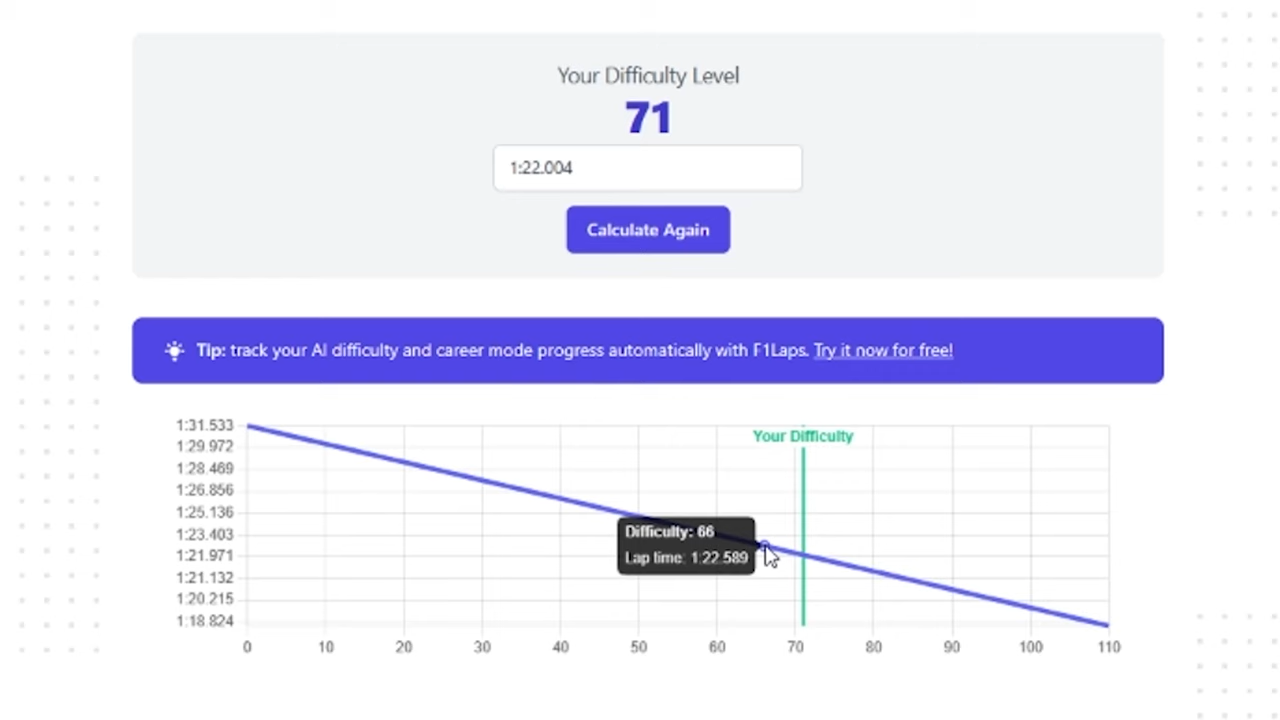 Your Difficulty Level
71
1:22.004
Calculate Again
Tip: track your AI difficulty and career mode progress automatically with F1Laps. Try it now for free!
1:31.533
1:29.972
1:28.469
1:26.856
1:25.136
1:23.403
1:21.971
1:21.132
1:20.215
1:18.824
Your Difficulty
Difficulty: 66
Lap time: 1:22.589
0 10 20 30 40 50 60 70 80 90 100 110